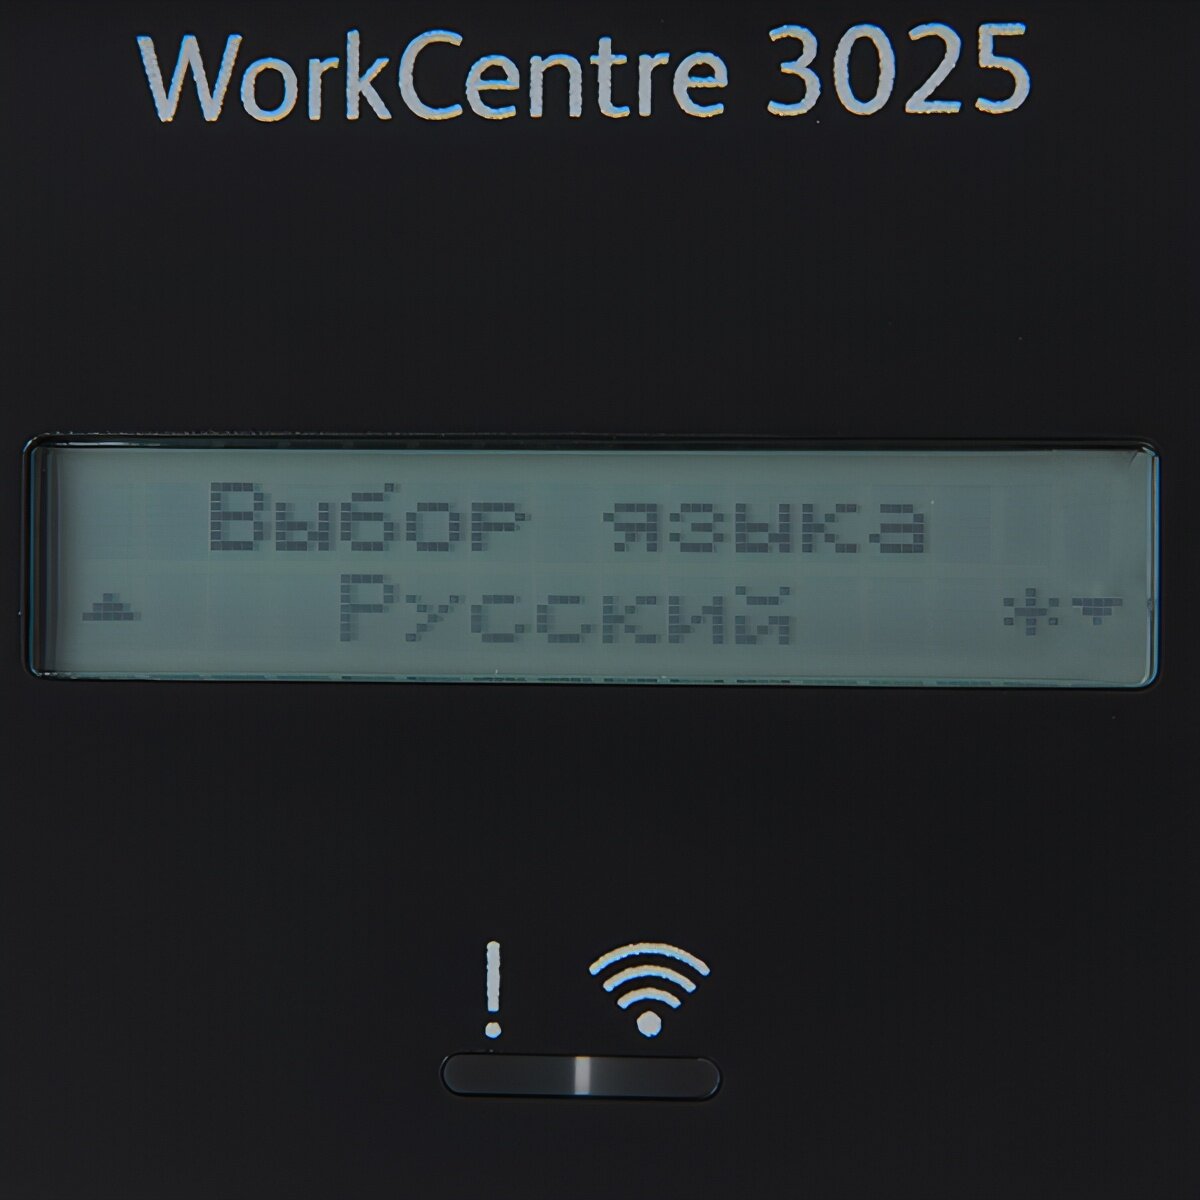 WorkCentre 3025
Выбор языка
Русский *
!